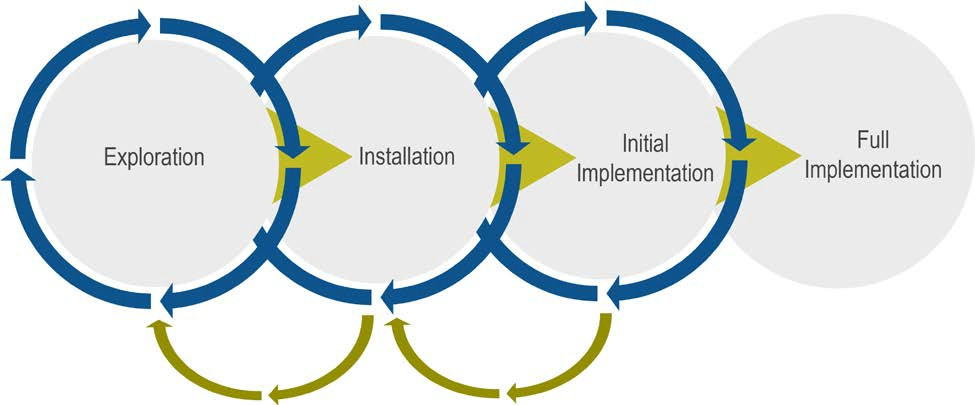 Exploration
Installation
Initial
Implementation
Full
Implementation